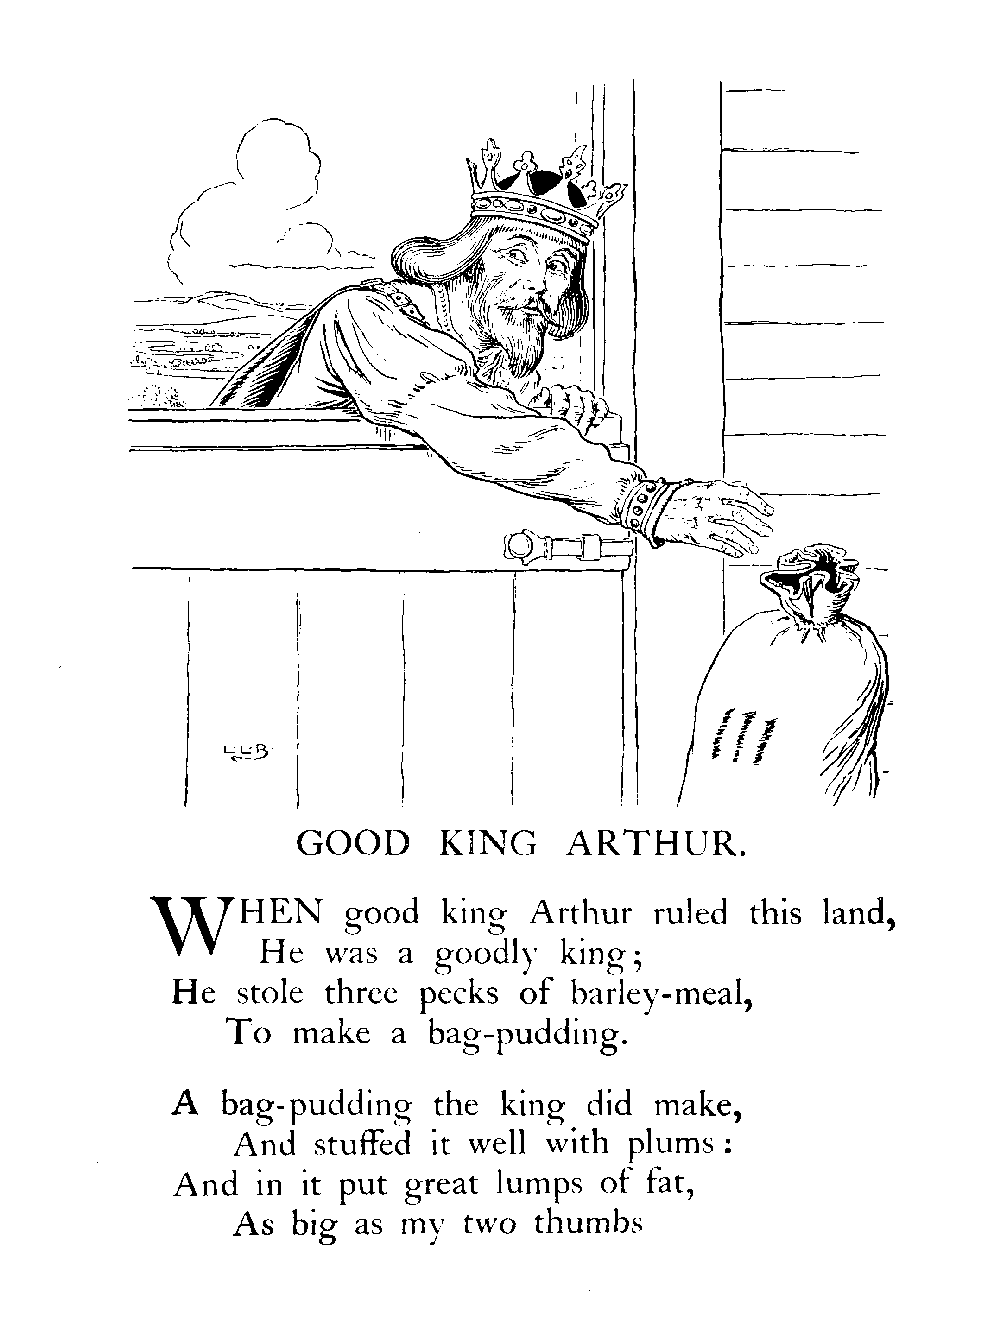 LLB
GOOD KING ARTHUR.
WHEN good king Arthur ruled this land,
He was a goodly king;
He stole three pecks of barley-meal,
To make a bag-pudding.
A bag-pudding the king did make,
And stuffed it well with plums:
And in it put great lumps of fat,
As big as my two thumbs